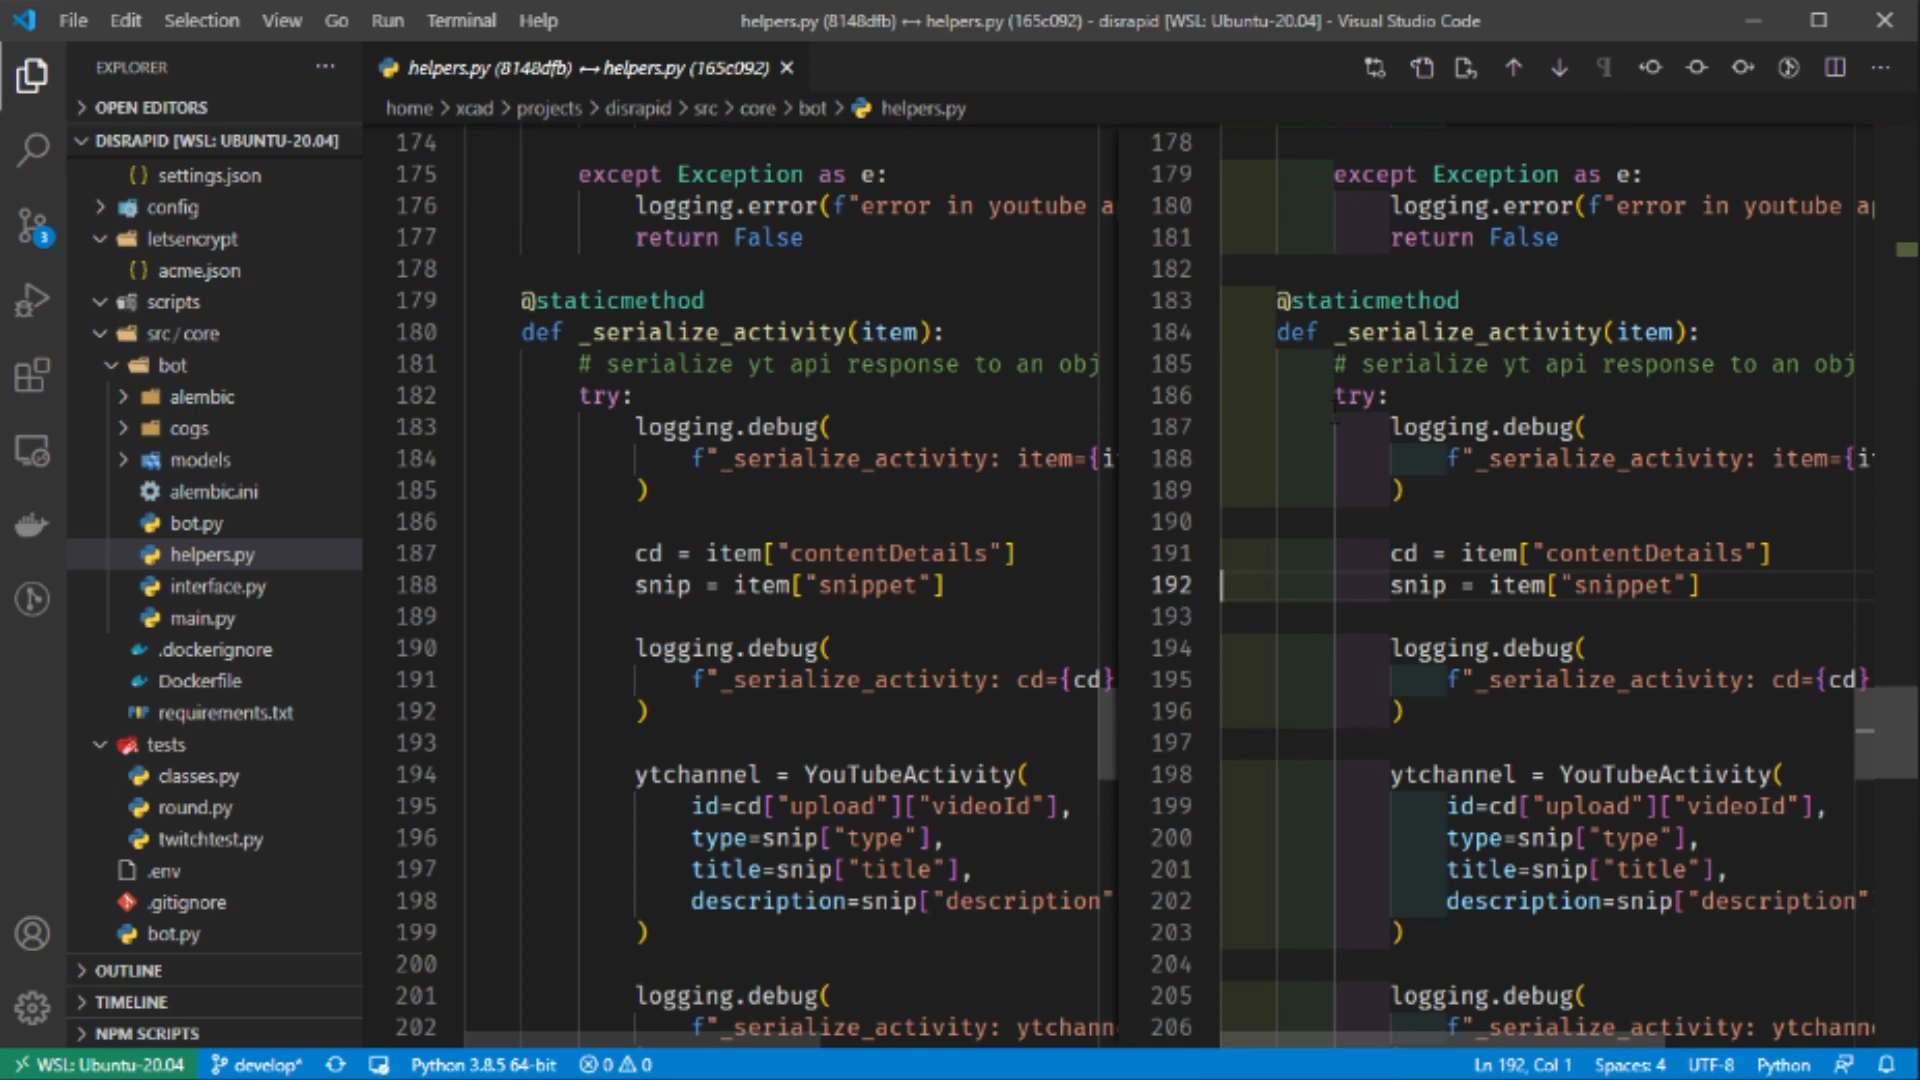 File Edit Selection View Go Run Terminal Help
helpers.py (8148dfb) ⟷ helpers.py (165c092) - disrapid [WSL: Ubuntu-20.04] - Visual Studio Code
EXPLORER
OPEN EDITORS
DISRAPID [WSL: UBUNTU-20.04]
{} settings.json
config
letsencrypt
{} acme.json
scripts
src/core
bot
alembic
cogs
models
alembic.ini
bot.py
helpers.py
interface.py
main.py
.dockerignore
Dockerfile
requirements.txt
tests
classes.py
round.py
twitchtest.py
.env
.gitignore
bot.py
OUTLINE
TIMELINE
NPM SCRIPTS
3
helpers.py (8148dfb) ⟷ helpers.py (165c092)
home > xcad > projects > disrapid > src > core > bot > helpers.py
174
175 except Exception as e:
176 logging.error(f"error in youtube a
177 return False
178
179 @staticmethod
180 def _serialize_activity(item):
181 # serialize yt api response to an obj
182 try:
183 logging.debug(
184 f"_serialize_activity: item={i
185 )
186
187 cd = item["contentDetails"]
188 snip = item["snippet"]
189
190 logging.debug(
191 f"_serialize_activity: cd={cd}
192 )
193
194 ytchannel = YouTubeActivity(
195 id=cd["upload"]["videoId"],
196 type=snip["type"],
197 title=snip["title"],
198 description=snip["description"
199 )
200
201 logging.debug(
202 f"_serialize_activity: ytchann
178
179 except Exception as e:
180 logging.error(f"error in youtube a
181 return False
182
183 @staticmethod
184 def _serialize_activity(item):
185 # serialize yt api response to an obj
186 try:
187 logging.debug(
188 f"_serialize_activity: item={i
189 )
190
191 cd = item["contentDetails"]
192 snip = item["snippet"]
193
194 logging.debug(
195 f"_serialize_activity: cd={cd}
196 )
197
198 ytchannel = YouTubeActivity(
199 id=cd["upload"]["videoId"],
200 type=snip["type"],
201 title=snip["title"],
202 description=snip["description"
203 )
204
205 logging.debug(
206 f"_serialize_activity: ytchann
WSL: Ubuntu-20.04 develop* Python 3.8.5 64-bit 0 0 Ln 192, Col 1 Spaces: 4 UTF-8 Python